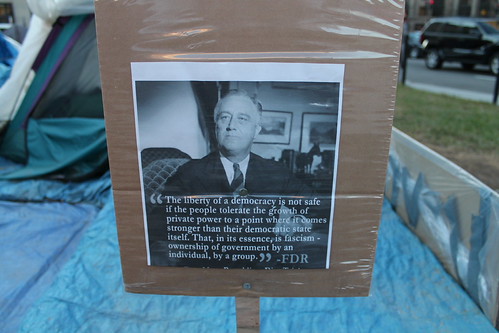 “The liberty of a democracy is not safe
if the people tolerate the growth of
private power to a point where it comes
stronger than their democratic state
itself. That, in its essence, is fascism -
ownership of government by an
individual, by a group.” -FDR